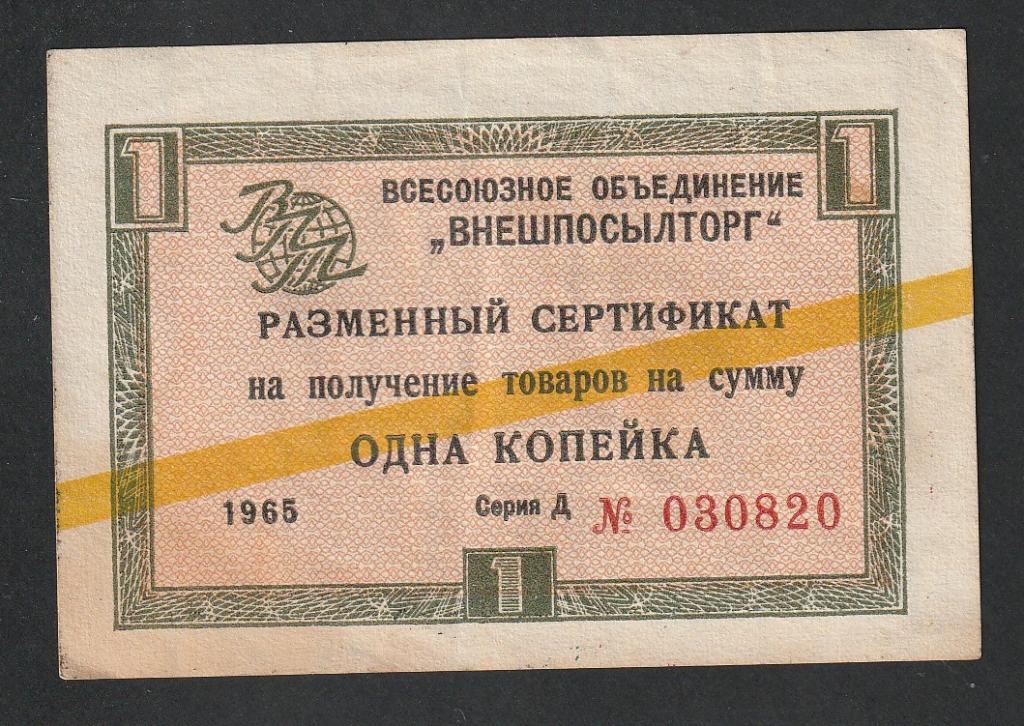 1 1
ВПТ
ВСЕСОЮЗНОЕ ОБЪЕДИНЕНИЕ
„ВНЕШПОСЫЛТОРГ“
РАЗМЕННЫЙ СЕРТИФИКАТ
на получение товаров на сумму
ОДНА КОПЕЙКА
1965 Серия Д № 030820
1